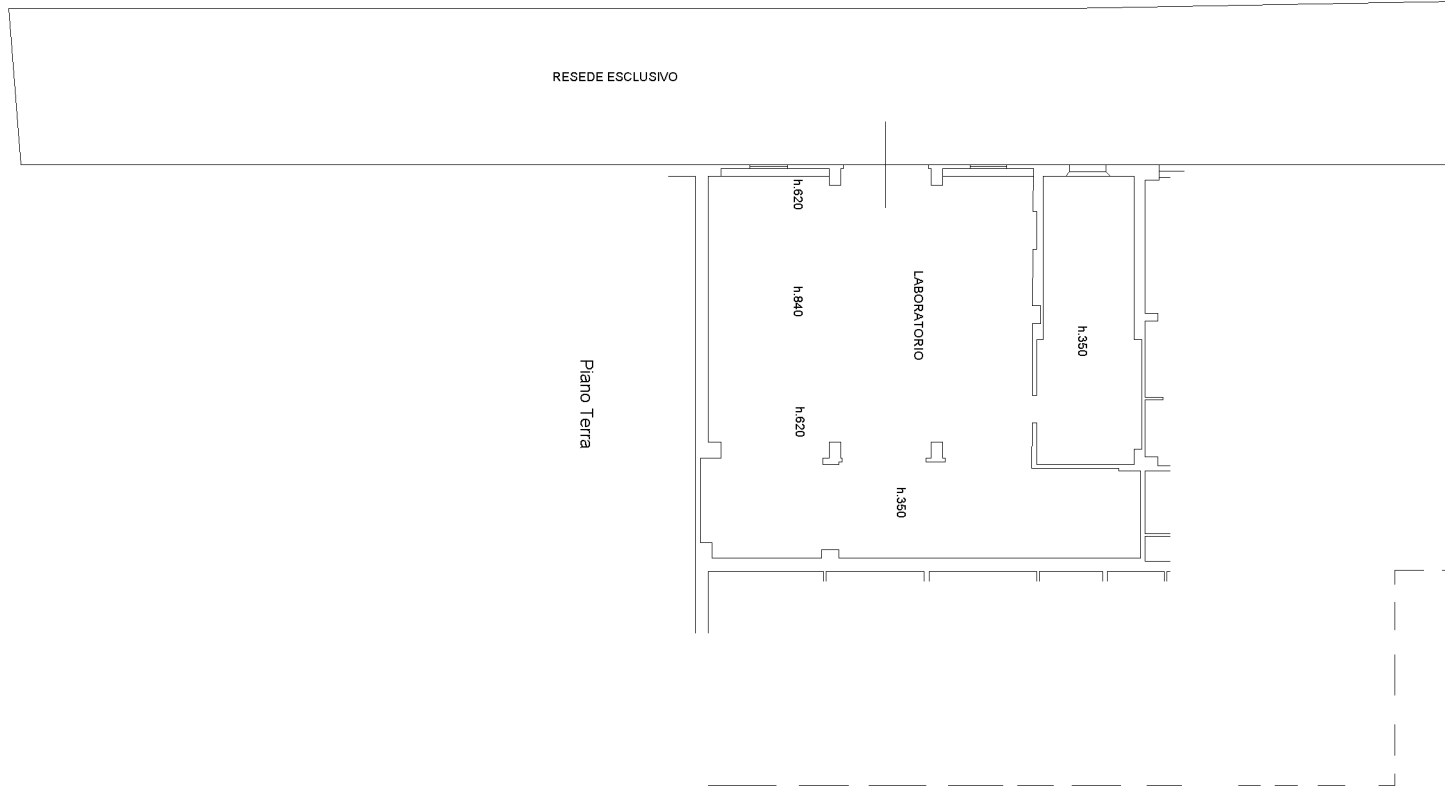 RESEDE ESCLUSIVO
h.620
LABORATORIO
h.840
h.350
Piano Terra
h.620
h.350